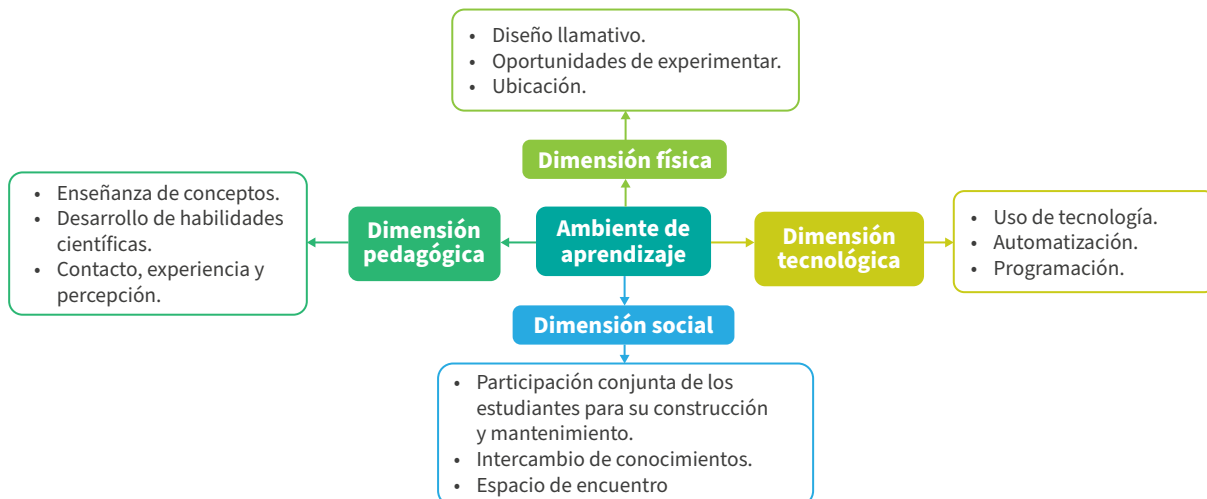 • Diseño llamativo.
• Oportunidades de experimentar.
• Ubicación.
Dimensión física
• Enseñanza de conceptos.
• Desarrollo de habilidades
científicas.
• Contacto, experiencia y
percepción.
Dimensión
pedagógica
Ambiente de
aprendizaje
Dimensión
tecnológica
• Uso de tecnología.
• Automatización.
• Programación.
Dimensión social
• Participación conjunta de los
estudiantes para su construcción
y mantenimiento.
• Intercambio de conocimientos.
• Espacio de encuentro